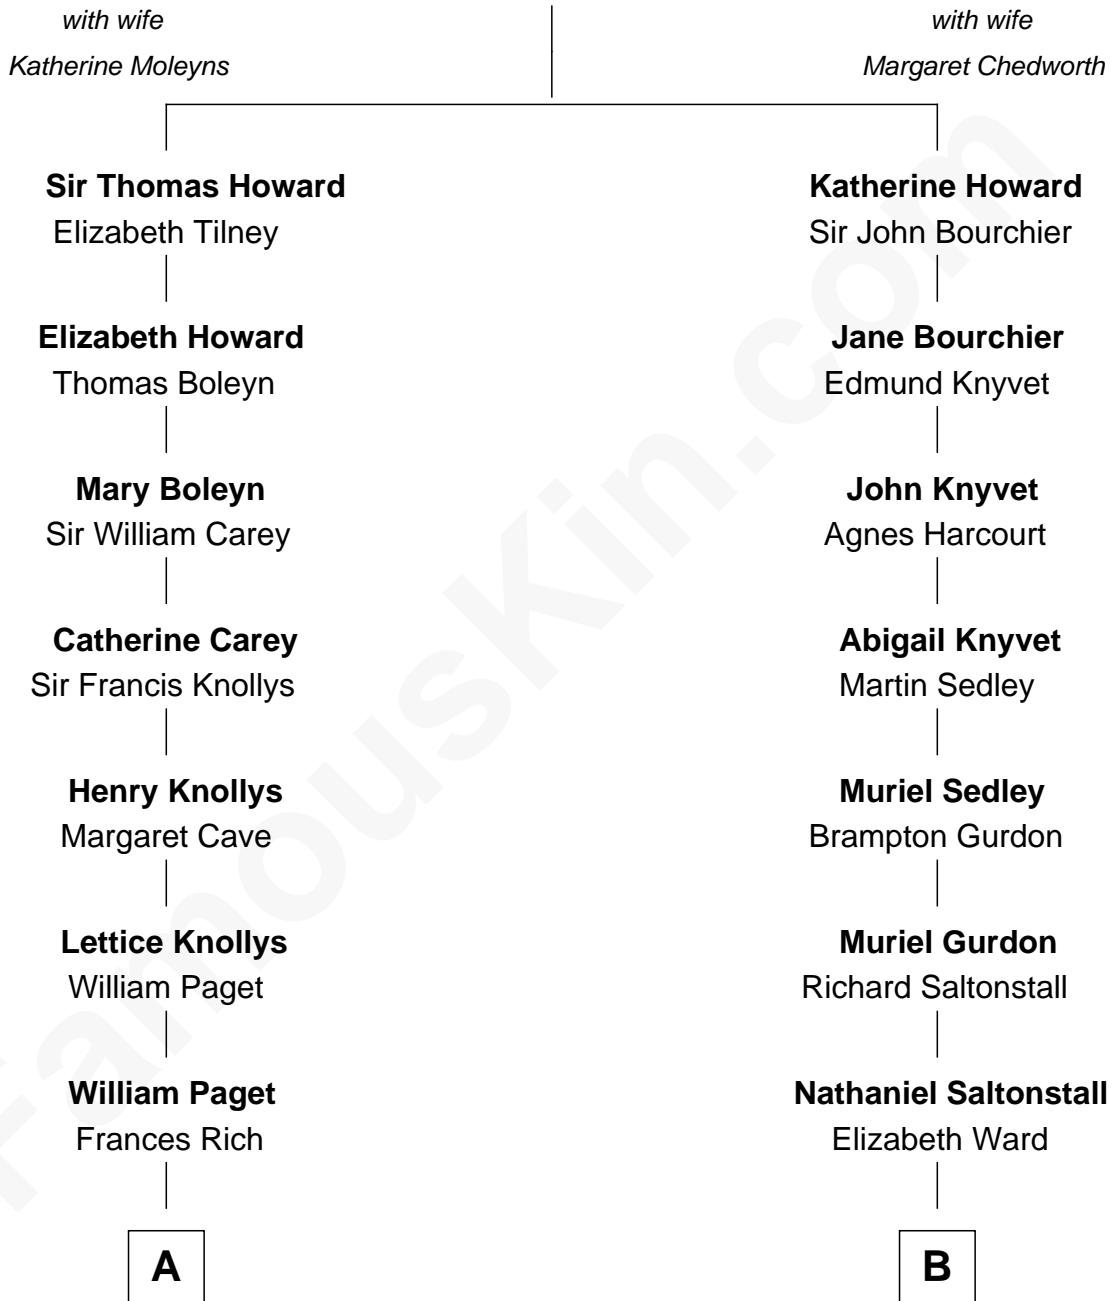 with wife
Katherine Moleyns
with wife
Margaret Chedworth
Sir Thomas Howard
Elizabeth Tilney
Katherine Howard
Sir John Bourchier
Elizabeth Howard
Thomas Boleyn
Jane Bourchier
Edmund Knyvet
Mary Boleyn
Sir William Carey
John Knyvet
Agnes Harcourt
Catherine Carey
Sir Francis Knollys
Abigail Knyvet
Martin Sedley
Henry Knollys
Margaret Cave
Muriel Sedley
Brampton Gurdon
Lettice Knollys
William Paget
Muriel Gurdon
Richard Saltonstall
William Paget
Frances Rich
Nathaniel Saltonstall
Elizabeth Ward
A
B
FamousKin.com